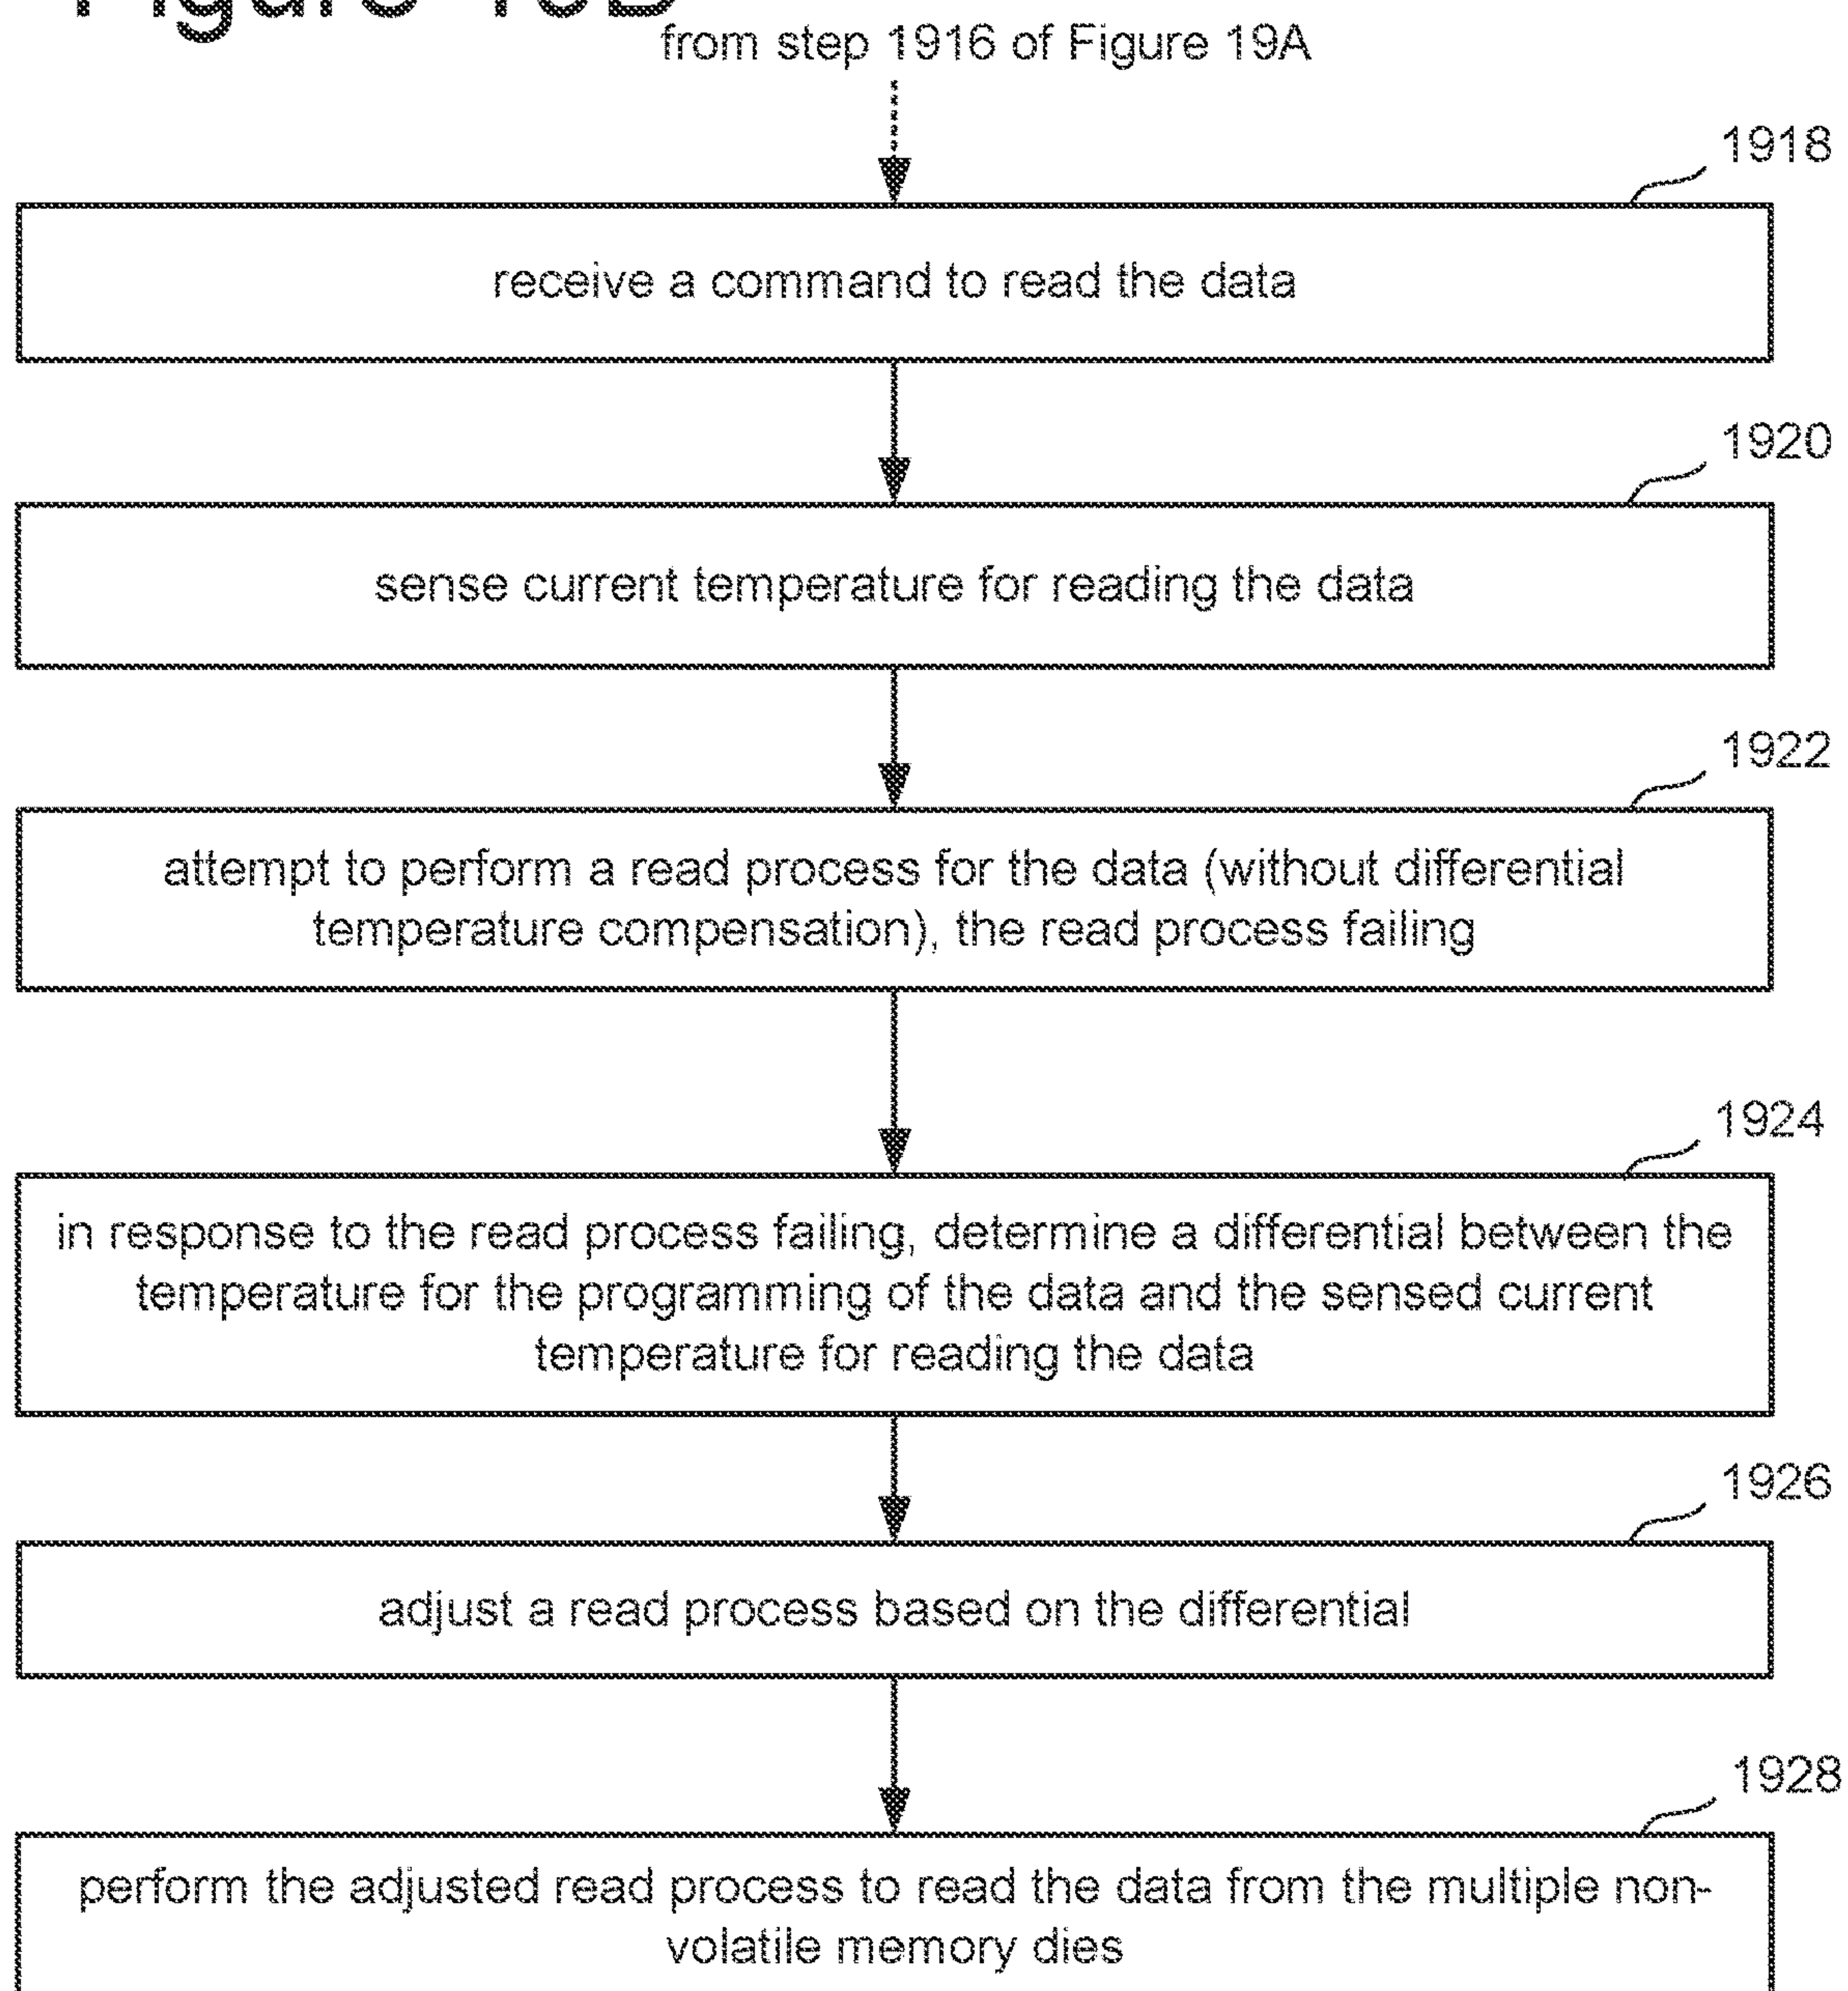 Figure 19B
from step 1916 of Figure 19A
1918
receive a command to read the data
1920
sense current temperature for reading the data
1922
attempt to perform a read process for the data (without differential
temperature compensation), the read process failing
1924
in response to the read process failing, determine a differential between the
temperature for the programming of the data and the sensed current
temperature for reading the data
1926
adjust a read process based on the differential
1928
perform the adjusted read process to read the data from the multiple non-
volatile memory dies